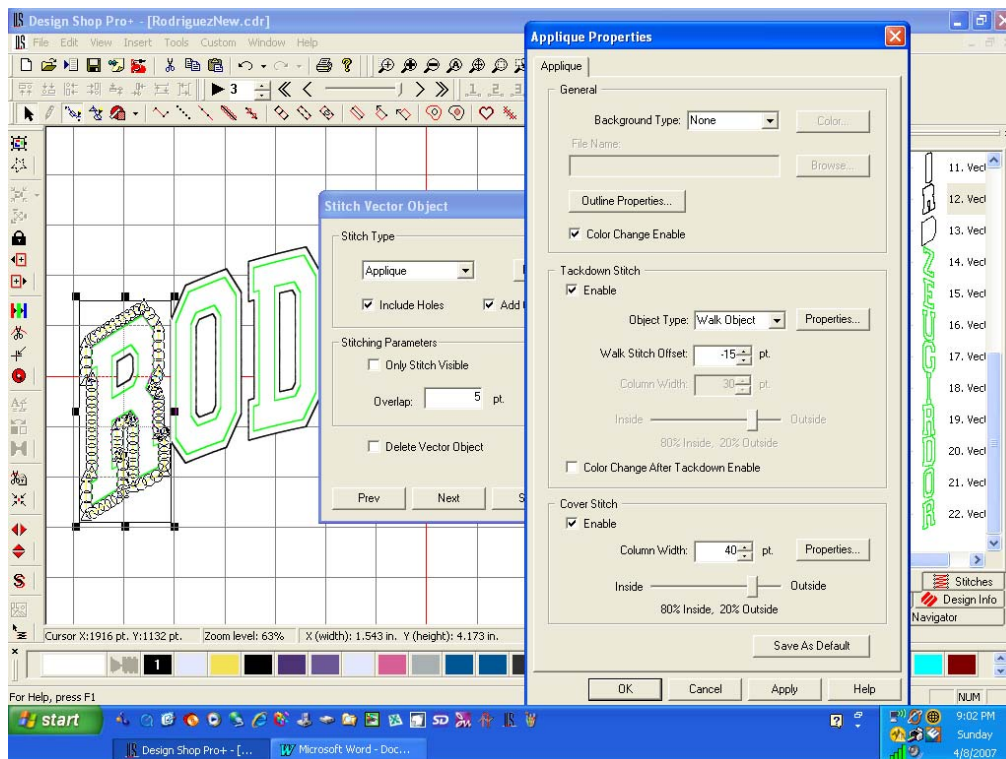 Design Shop Pro+ - [RodriguezNew.cdr]
File Edit View Insert Tools Custom Window Help
3
1 2 3
Stitch Vector Object
Stitch Type
Applique
Include Holes
Add
Stitching Parameters
Only Stitch Visible
Overlap: 5 pt.
Delete Vector Object
Prev Next S
Applique Properties
Applique
General
Background Type: None Color...
File Name:
Browse...
Outline Properties...
Color Change Enable
Tackdown Stitch
Enable
Object Type: Walk Object Properties...
Walk Stitch Offset: -15 pt.
Column Width: 30 pt.
Inside Outside
80% Inside, 20% Outside
Color Change After Tackdown Enable
Cover Stitch
Enable
Column Width: 40 pt. Properties...
Inside Outside
80% Inside, 20% Outside
Save As Default
OK Cancel Apply Help
ROD
11. Vect
12. Vect
13. Vect
14. Vect
15. Vect
16. Vect
17. Vect
18. Vect
19. Vect
20. Vect
21. Vect
22. Vect
Stitches
Design Info
Navigator
Cursor X:1916 pt. Y:1132 pt. Zoom level: 63% X (width): 1.543 in. Y (height): 4.173 in.
1
For Help, press F1
NUM
start
Design Shop Pro+ - [...
Microsoft Word - Doc...
9:02 PM
Sunday
4/8/2007